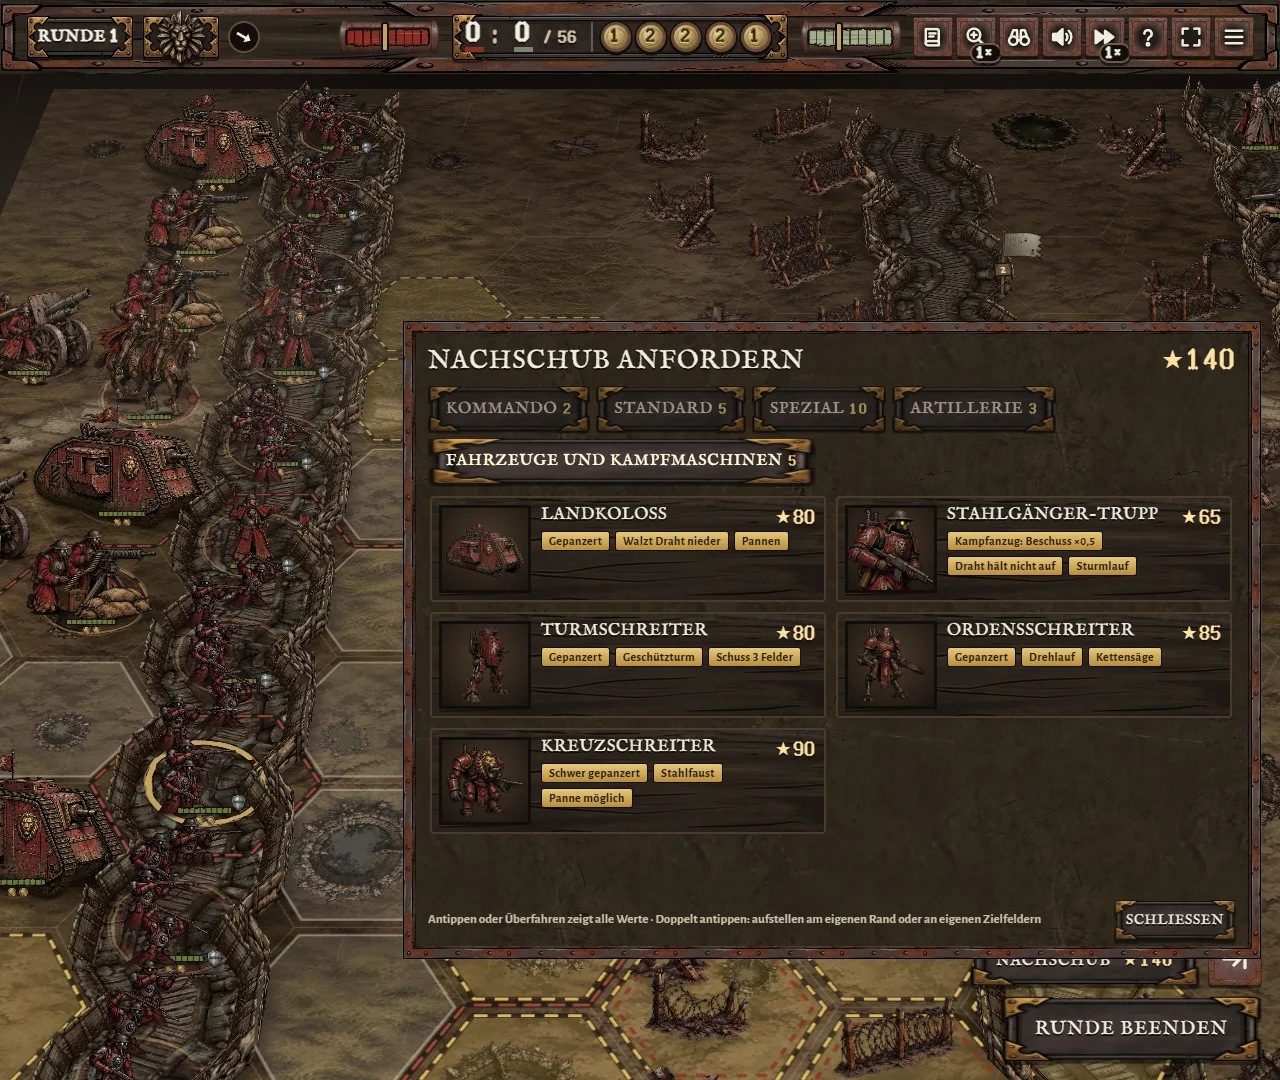 RUNDE 1
0 : 0 / 56
1 2 2 2 1
1×
1×
?
2
NACHSCHUB ANFORDERN
★140
KOMMANDO 2
STANDARD 5
SPEZIAL 10
ARTILLERIE 3
FAHRZEUGE UND KAMPFMASCHINEN 5
LANDKOLOSS
★80
Gepanzert
Walzt Draht nieder
Pannen
STAHLGÄNGER-TRUPP
★65
Kampfanzug: Beschuss ×0,5
Draht hält nicht auf
Sturmlauf
TURMSCHREITER
★80
Gepanzert
Geschützturm
Schuss 3 Felder
ORDENSSCHREITER
★85
Gepanzert
Drehlauf
Kettensäge
KREUZSCHREITER
★90
Schwer gepanzert
Stahlfaust
Panne möglich
Antippen oder Überfahren zeigt alle Werte · Doppelt antippen: aufstellen am eigenen Rand oder an eigenen Zielfeldern
SCHLIESSEN
NACHSCHUB ★140
RUNDE BEENDEN